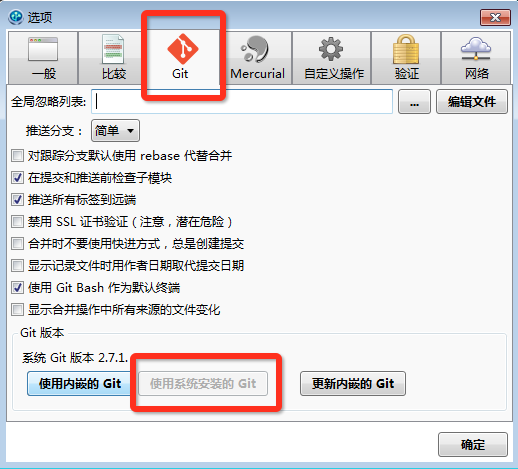 选项
一般 比较 Git Mercurial 自定义操作 验证 网络
全局忽略列表: ... 编辑文件
推送分支： 简单
对跟踪分支默认使用 rebase 代替合并
在提交和推送前检查子模块
推送所有标签到远端
禁用 SSL 证书验证（注意，潜在危险）
合并时不要使用快进方式，总是创建提交
显示记录文件时用作者日期取代提交日期
使用 Git Bash 作为默认终端
显示合并操作中所有来源的文件变化
Git 版本
系统 Git 版本 2.7.1.
使用内嵌的 Git 使用系统安装的 Git 更新内嵌的 Git
确定